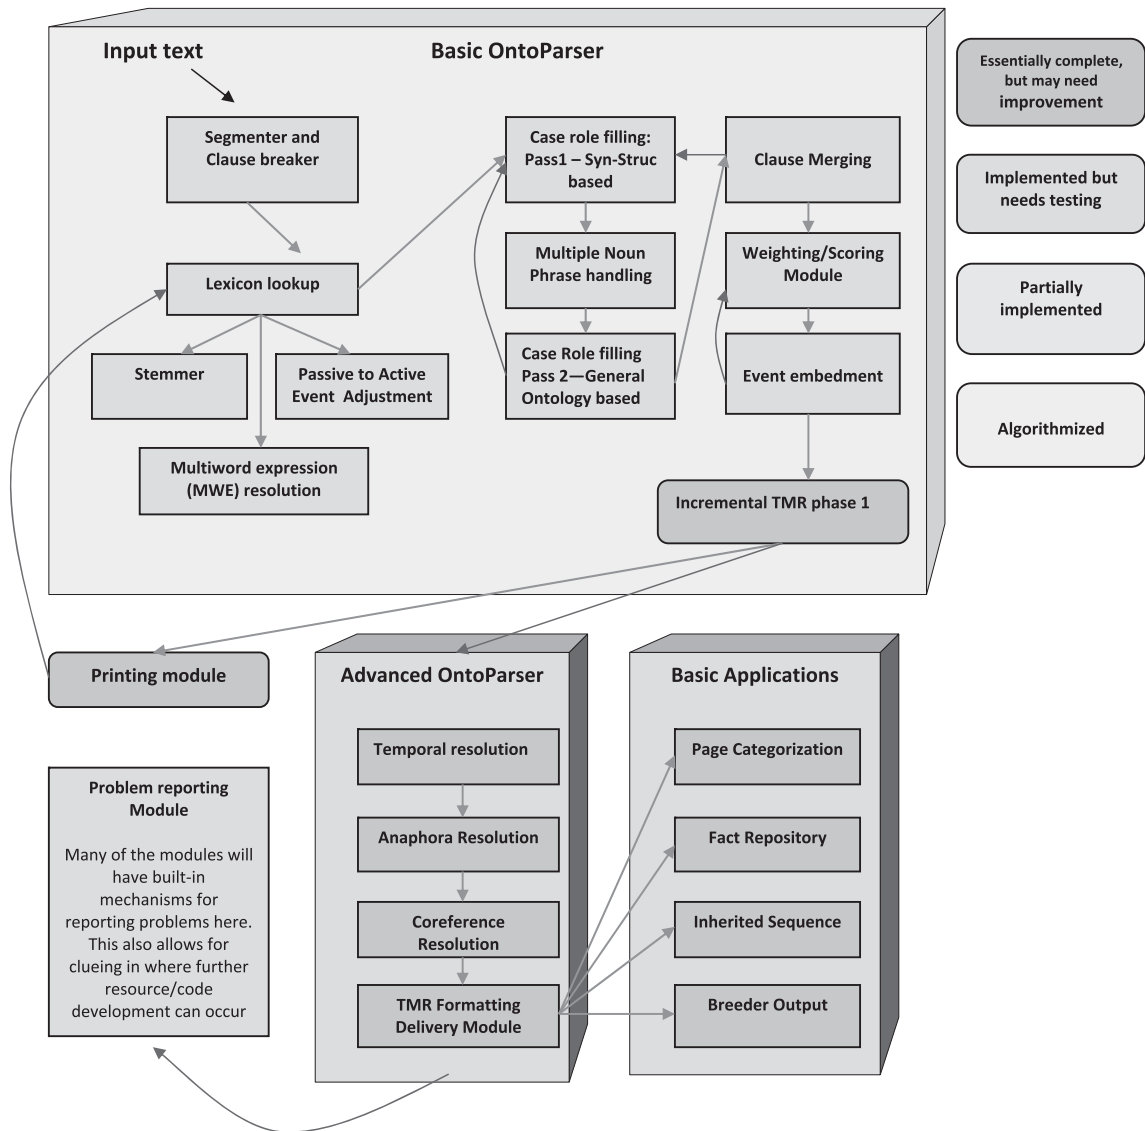 Input text
Basic OntoParser
Segmenter and
Clause breaker
Lexicon lookup
Stemmer
Passive to Active
Event Adjustment
Multiword expression
(MWE) resolution
Case role filling:
Pass1 – Syn-Struc
based
Multiple Noun
Phrase handling
Case Role filling
Pass 2—General
Ontology based
Clause Merging
Weighting/Scoring
Module
Event embedment
Incremental TMR phase 1
Essentially complete,
but may need
improvement
Implemented but
needs testing
Partially
implemented
Algorithmized
Printing module
Problem reporting
Module
Many of the modules will
have built-in
mechanisms for
reporting problems here.
This also allows for
clueing in where further
resource/code
development can occur
Advanced OntoParser
Temporal resolution
Anaphora Resolution
Coreference
Resolution
TMR Formatting
Delivery Module
Basic Applications
Page Categorization
Fact Repository
Inherited Sequence
Breeder Output